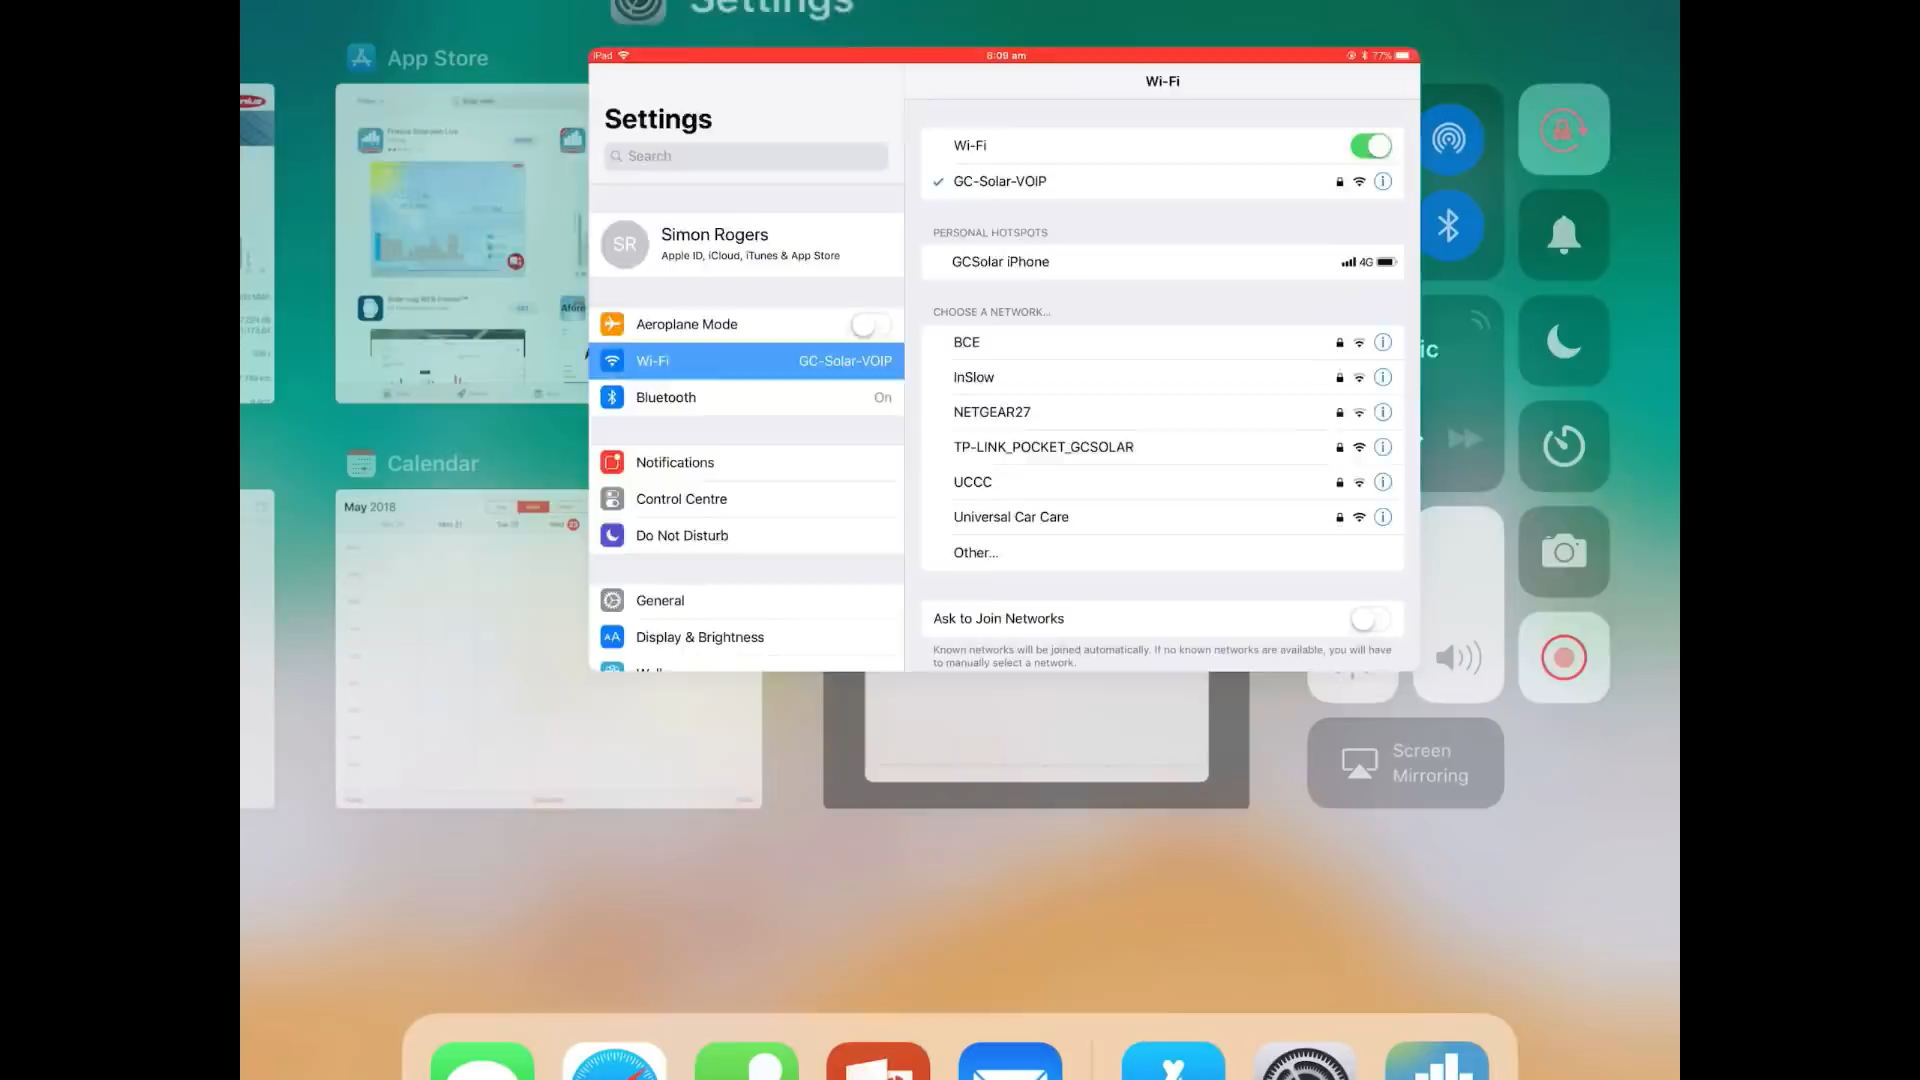 Settings
App Store
iPad
8:09 am
77%
Wi-Fi
Settings
Search
Wi-Fi
GC-Solar-VOIP
SR
Simon Rogers
Apple ID, iCloud, iTunes & App Store
PERSONAL HOTSPOTS
GCSolar iPhone
4G
CHOOSE A NETWORK...
Aeroplane Mode
BCE
Wi-Fi
GC-Solar-VOIP
InSlow
Bluetooth
On
NETGEAR27
TP-LINK_POCKET_GCSOLAR
Calendar
Notifications
UCCC
Control Centre
May 2018
Universal Car Care
Do Not Disturb
Other...
General
Ask to Join Networks
Display & Brightness
Known networks will be joined automatically. If no known networks are available, you will have
to manually select a network.
Screen
Mirroring